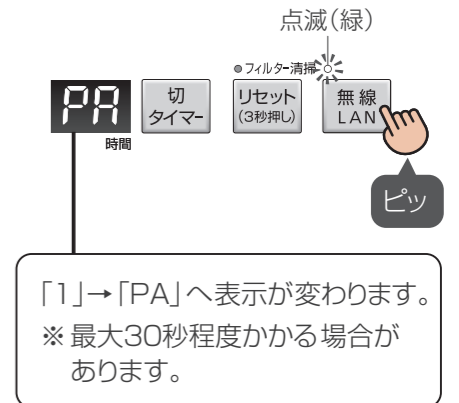 点滅(緑)
●フィルター清掃
PA
切
タイマー
リセット
(3秒押し)
無線
LAN
時間
ピッ
「1」→「PA」へ表示が変わります。
※最大30秒程度かかる場合が
あります。